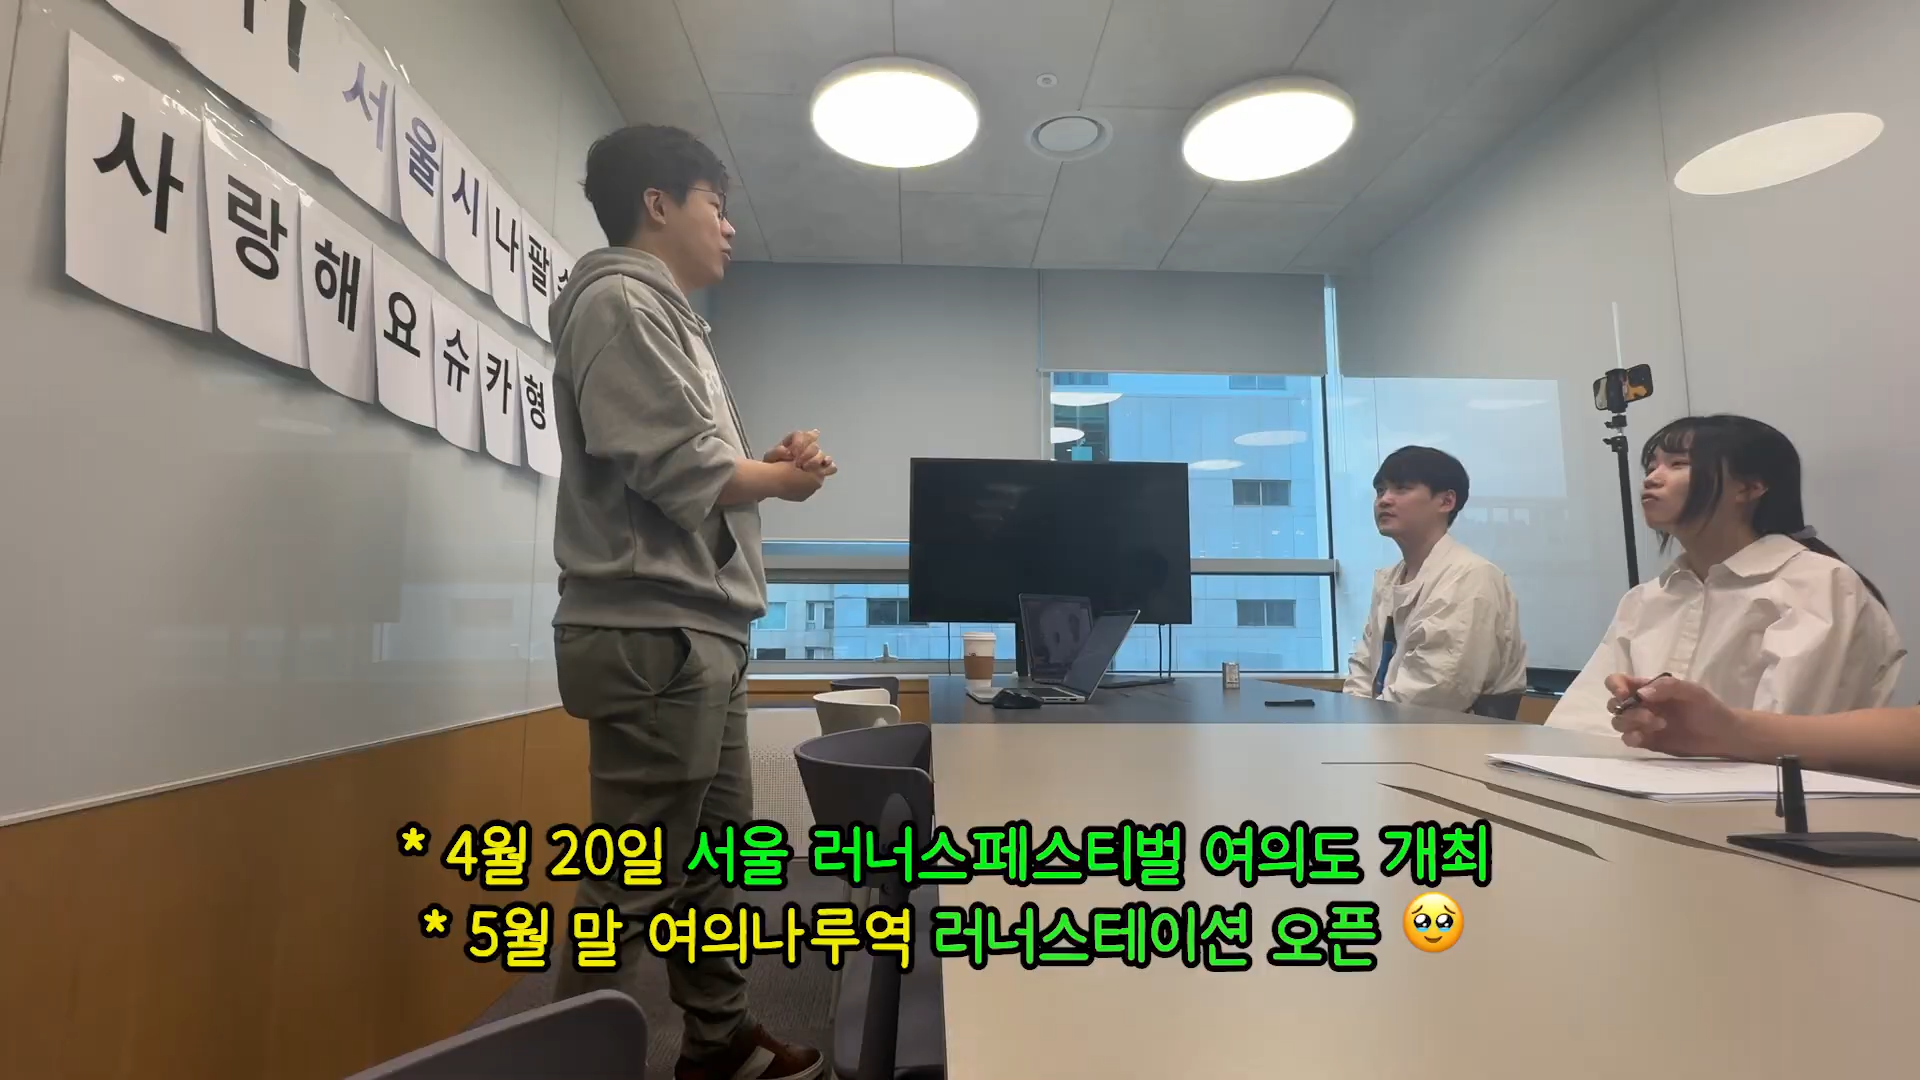 서울시나팔
사랑해요슈카형
* 4월 20일 서울 러너스페스티벌 여의도 개최
* 5월 말 여의나루역 러너스테이션 오픈 🥹